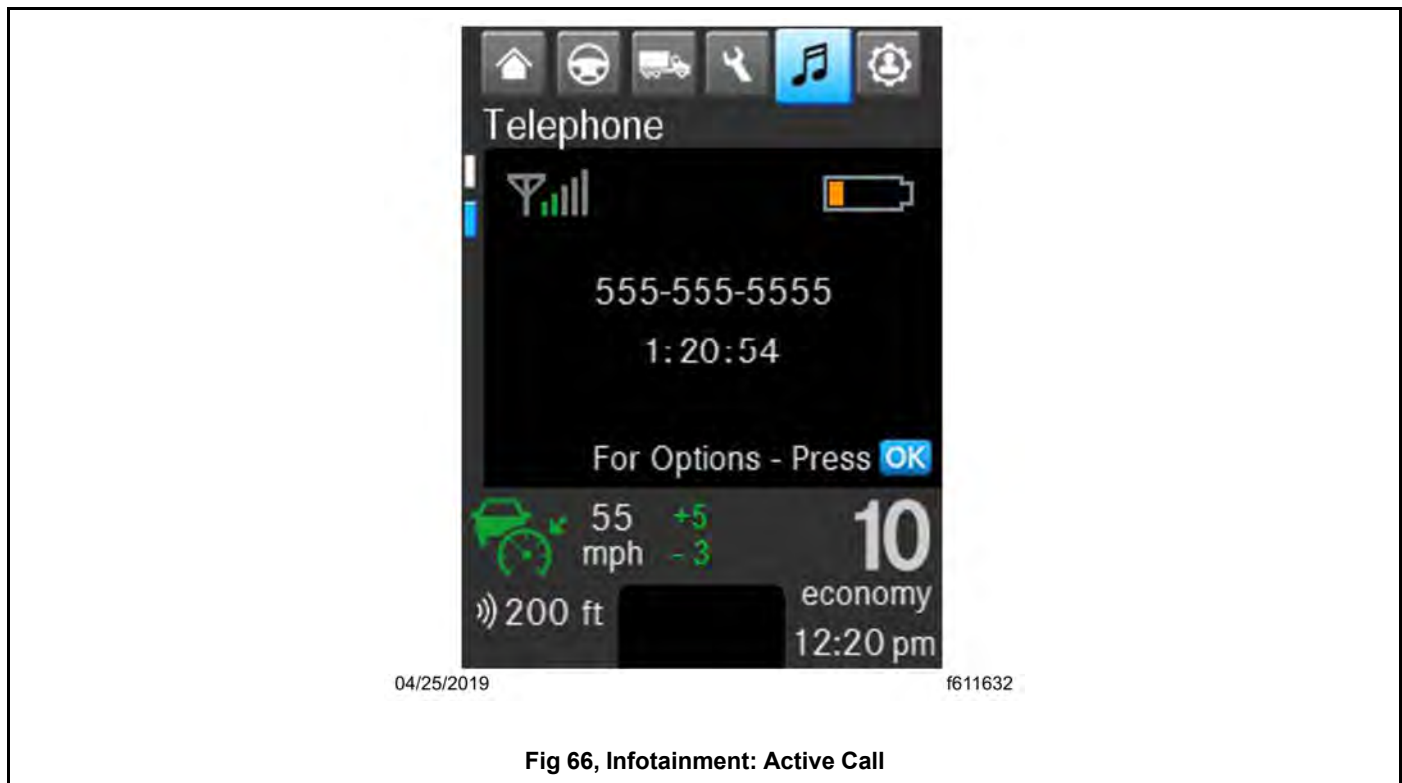 Telephone
555-555-5555
1:20:54
For Options - Press OK
55 +5
mph - 3
10
economy
200 ft
12:20 pm
04/25/2019 f611632
Fig 66, Infotainment: Active Call